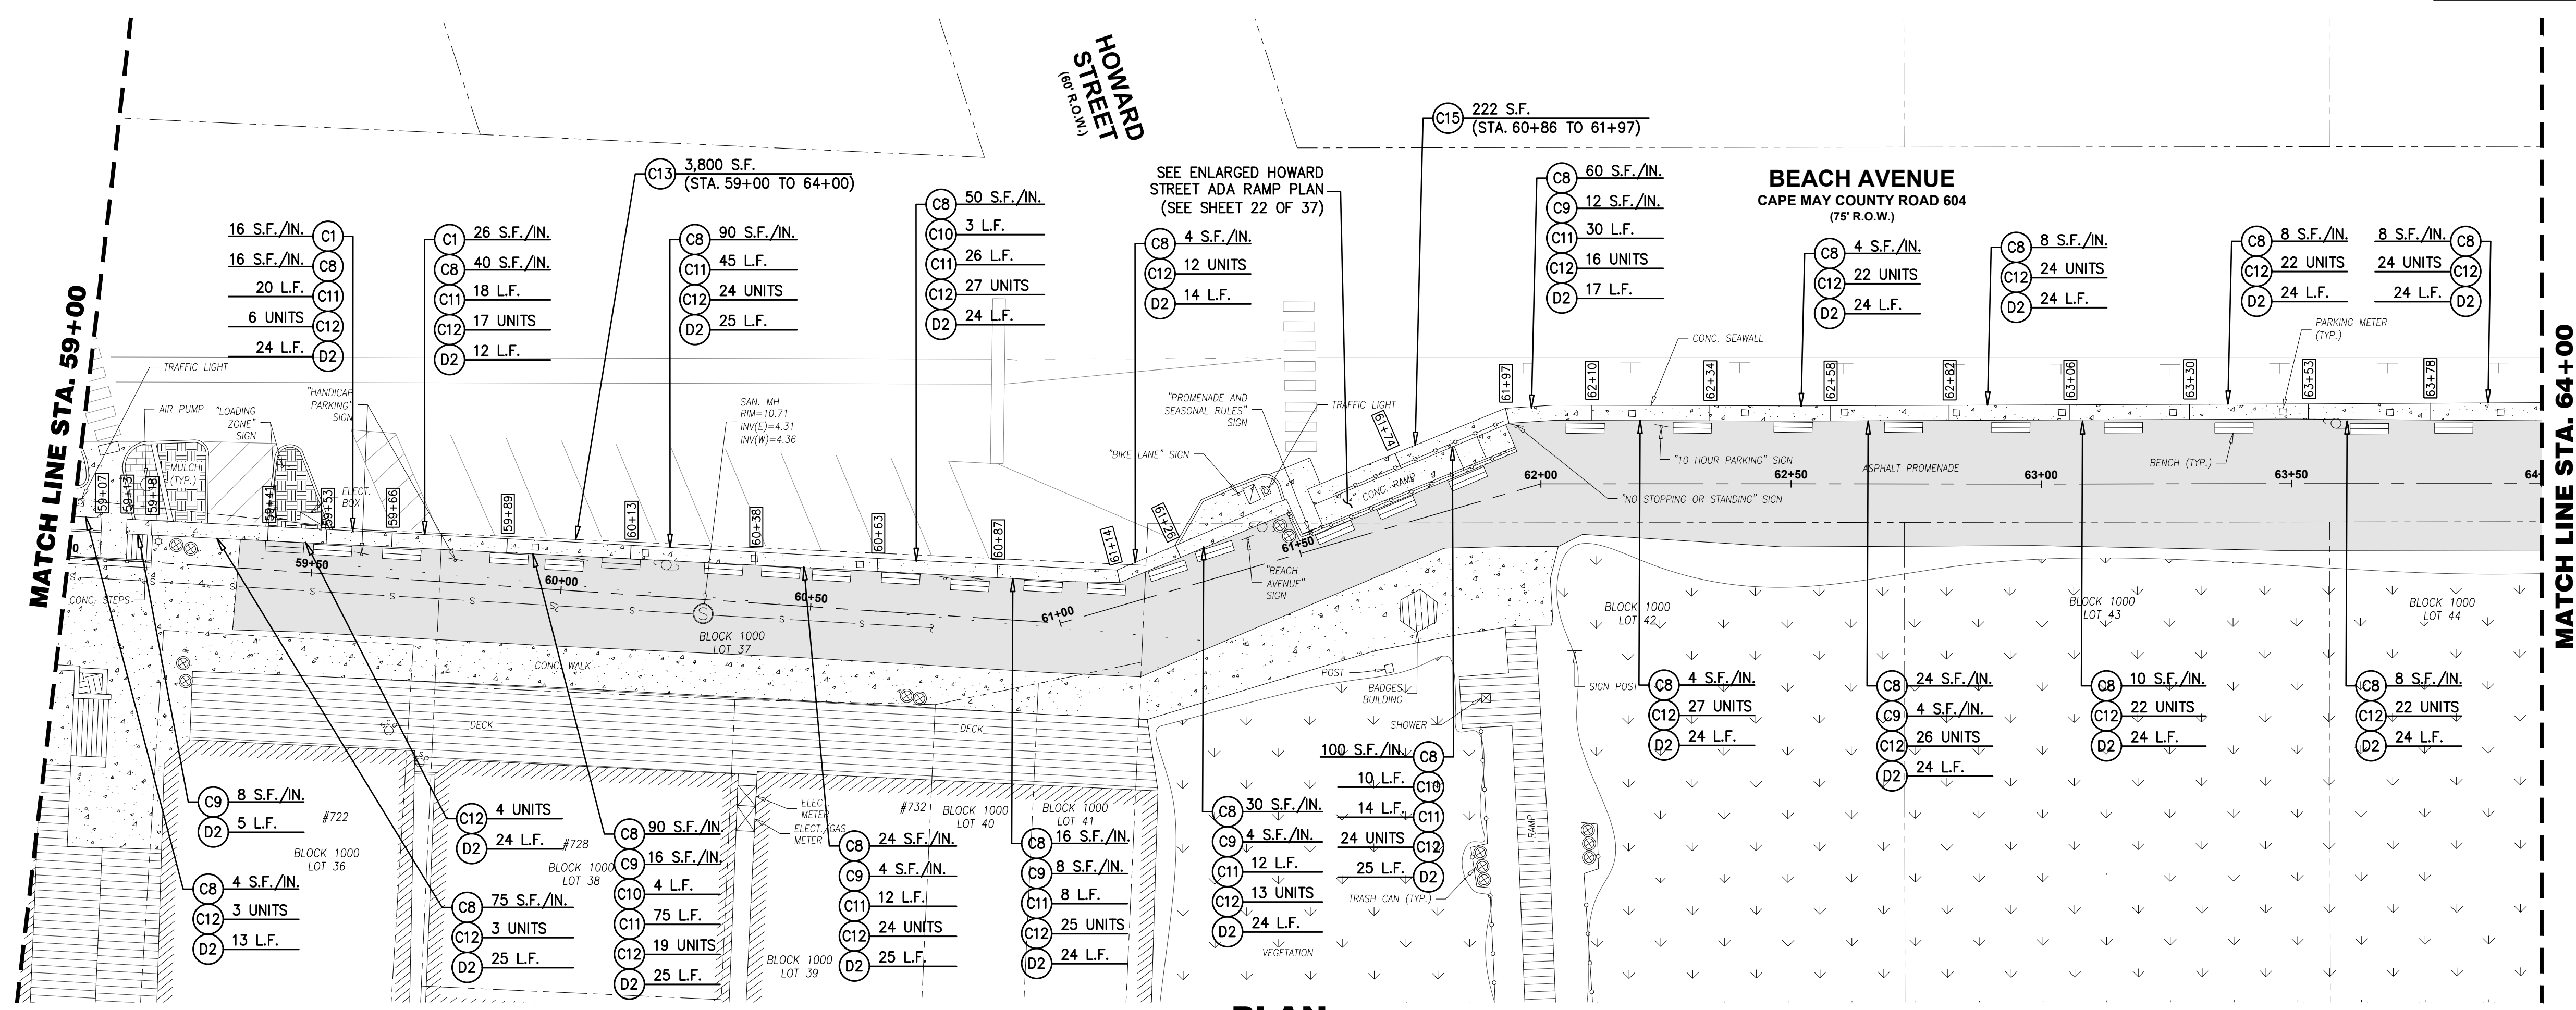 HOWARD
STREET
(60' R.O.W.)
C15 222 S.F.
(STA. 60+86 TO 61+97)
C13 3,800 S.F.
(STA. 59+00 TO 64+00)
SEE ENLARGED HOWARD
STREET ADA RAMP PLAN
(SEE SHEET 22 OF 37)
BEACH AVENUE
CAPE MAY COUNTY ROAD 604
(75' R.O.W.)
16 S.F./IN. C1
16 S.F./IN. C8
20 L.F. C11
6 UNITS C12
24 L.F. D2
C1 26 S.F./IN.
C8 40 S.F./IN.
C11 18 L.F.
C12 17 UNITS
D2 12 L.F.
C8 90 S.F./IN.
C11 45 L.F.
C12 24 UNITS
D2 25 L.F.
C8 50 S.F./IN.
C10 3 L.F.
C11 26 L.F.
C12 27 UNITS
D2 24 L.F.
C8 4 S.F./IN.
C12 12 UNITS
D2 14 L.F.
C8 60 S.F./IN.
C9 12 S.F./IN.
C11 30 L.F.
C12 16 UNITS
D2 17 L.F.
C8 4 S.F./IN.
C12 22 UNITS
D2 24 L.F.
C8 8 S.F./IN.
C12 24 UNITS
D2 24 L.F.
C8 8 S.F./IN.
C12 22 UNITS
D2 24 L.F.
8 S.F./IN. C8
24 UNITS C12
24 L.F. D2
MATCH LINE STA. 59+00
MATCH LINE STA. 64+00
TRAFFIC LIGHT
AIR PUMP
"LOADING
ZONE"
SIGN
"HANDICAP
PARKING"
SIGN
MULCH
(TYP.)
ELECT.
BOX
SAN. MH
RIM=10.71
INV(E)=4.31
INV(W)=4.36
"PROMENADE AND
SEASONAL RULES"
SIGN
TRAFFIC LIGHT
"BIKE LANE" SIGN
CONC. RAMP
CONC. SEAWALL
PARKING METER
(TYP.)
"10 HOUR PARKING" SIGN
ASPHALT PROMENADE
BENCH (TYP.)
"NO STOPPING OR STANDING" SIGN
"BEACH
AVENUE"
SIGN
59+07
59+13
59+18
59+41
59+53
59+66
59+89
60+13
60+38
60+63
60+87
61+14
61+26
61+74
61+97
62+10
62+34
62+58
62+82
63+06
63+30
63+53
63+78
0
59+50
60+00
60+50
61+00
61+50
62+00
62+50
63+00
63+50
64+
S
S
S
S
S
S
S
S
S
CONC. STEPS
CONC. WALK
DECK
DECK
BLOCK 1000
LOT 37
BLOCK 1000
LOT 42
BLOCK 1000
LOT 43
BLOCK 1000
LOT 44
POST
BADGES
BUILDING
SHOWER
SIGN POST
RAMP
TRASH CAN (TYP.)
VEGETATION
C8 4 S.F./IN.
C12 27 UNITS
D2 24 L.F.
C8 24 S.F./IN.
C9 4 S.F./IN.
C12 26 UNITS
D2 24 L.F.
C8 10 S.F./IN.
C12 22 UNITS
D2 24 L.F.
C8 8 S.F./IN.
C12 22 UNITS
D2 24 L.F.
C9 8 S.F./IN.
D2 5 L.F.
#722
BLOCK 1000
LOT 36
C8 4 S.F./IN.
C12 3 UNITS
D2 13 L.F.
C12 4 UNITS
D2 24 L.F.
#728
BLOCK 1000
LOT 38
C8 75 S.F./IN.
C12 3 UNITS
D2 25 L.F.
C8 90 S.F./IN.
C9 16 S.F./IN.
C10 4 L.F.
C11 75 L.F.
C12 19 UNITS
D2 25 L.F.
ELECT.
METER
ELECT./GAS
METER
BLOCK 1000
LOT 39
#732
BLOCK 1000
LOT 40
C8 24 S.F./IN.
C9 4 S.F./IN.
C11 12 L.F.
C12 24 UNITS
D2 25 L.F.
BLOCK 1000
LOT 41
C8 16 S.F./IN.
C9 8 S.F./IN.
C11 8 L.F.
C12 25 UNITS
D2 24 L.F.
C8 30 S.F./IN.
C9 4 S.F./IN.
C11 12 L.F.
C12 13 UNITS
D2 24 L.F.
100 S.F./IN. C8
10 L.F. C10
14 L.F. C11
24 UNITS C12
25 L.F. D2
PLAN